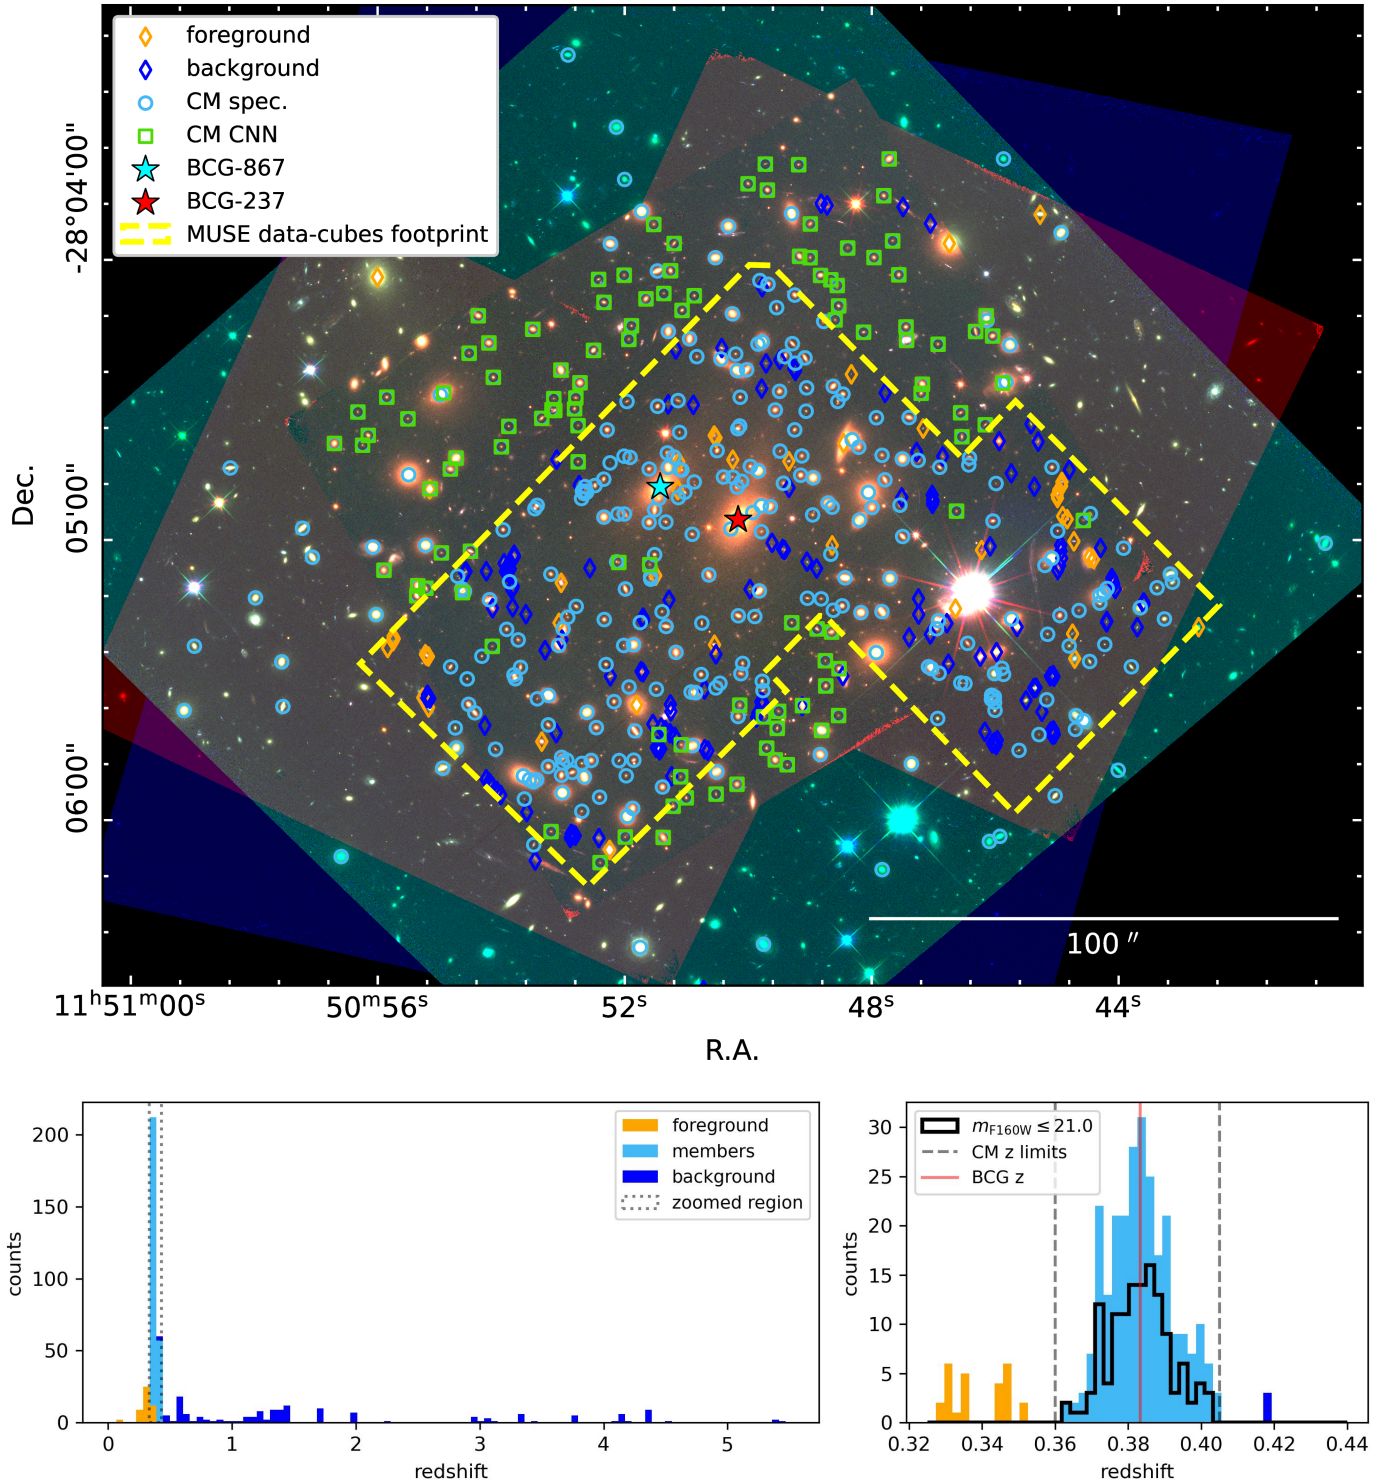 foreground
background
CM spec.
CM CNN
BCG-867
BCG-237
MUSE data-cubes footprint
-28°04'00"
05'00"
06'00"
Dec.
100 "
11ʰ51ᵐ00ˢ 50ᵐ56ˢ 52ˢ 48ˢ 44ˢ
R.A.
foreground
members
background
zoomed region
200
150
100
50
0
counts
0 1 2 3 4 5
redshift
m_F160W ≤ 21.0
CM z limits
BCG z
30
25
20
15
10
5
0
counts
0.32 0.34 0.36 0.38 0.40 0.42 0.44
redshift